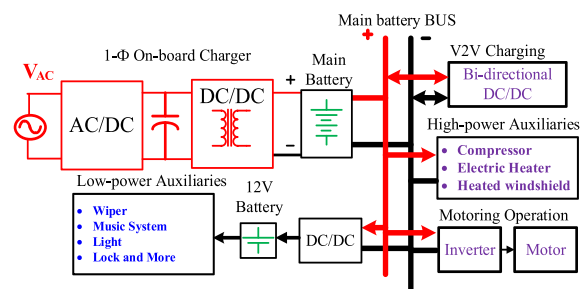 Main battery BUS
+
−
1-Φ On-board Charger
V2V Charging
V_AC
AC/DC
DC/DC
+
−
Main
Battery
Bi-directional
DC/DC
High-power Auxiliaries
• Compressor
• Electric Heater
• Heated windshield
Low-power Auxiliaries
• Wiper
• Music System
• Light
• Lock and More
12V
Battery
DC/DC
Motoring Operation
Inverter
Motor